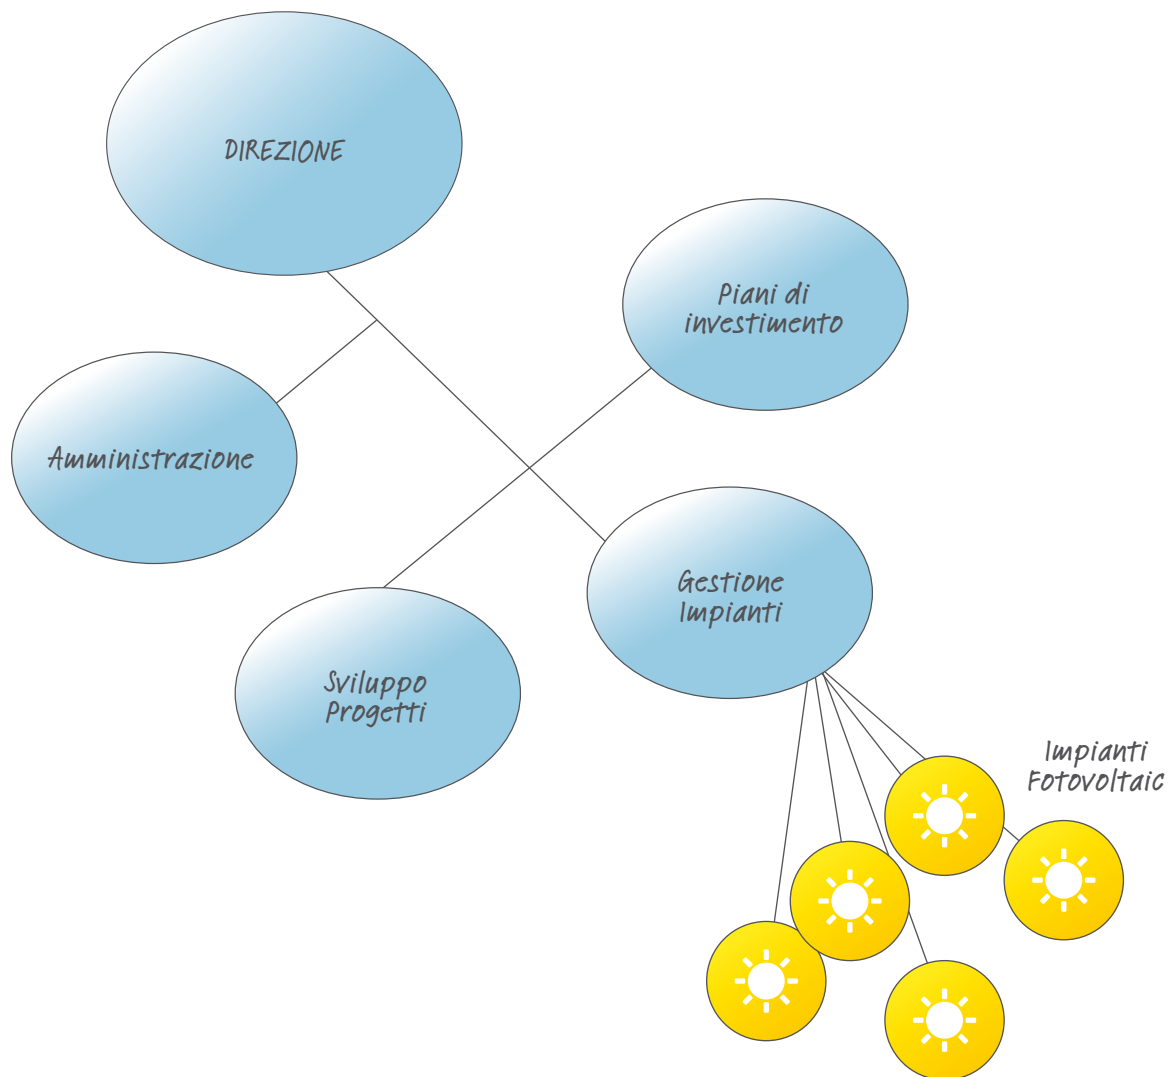 DIREZIONE
Piani di
investimento
Amministrazione
Gestione
Impianti
Sviluppo
Progetti
Impianti
Fotovoltaic